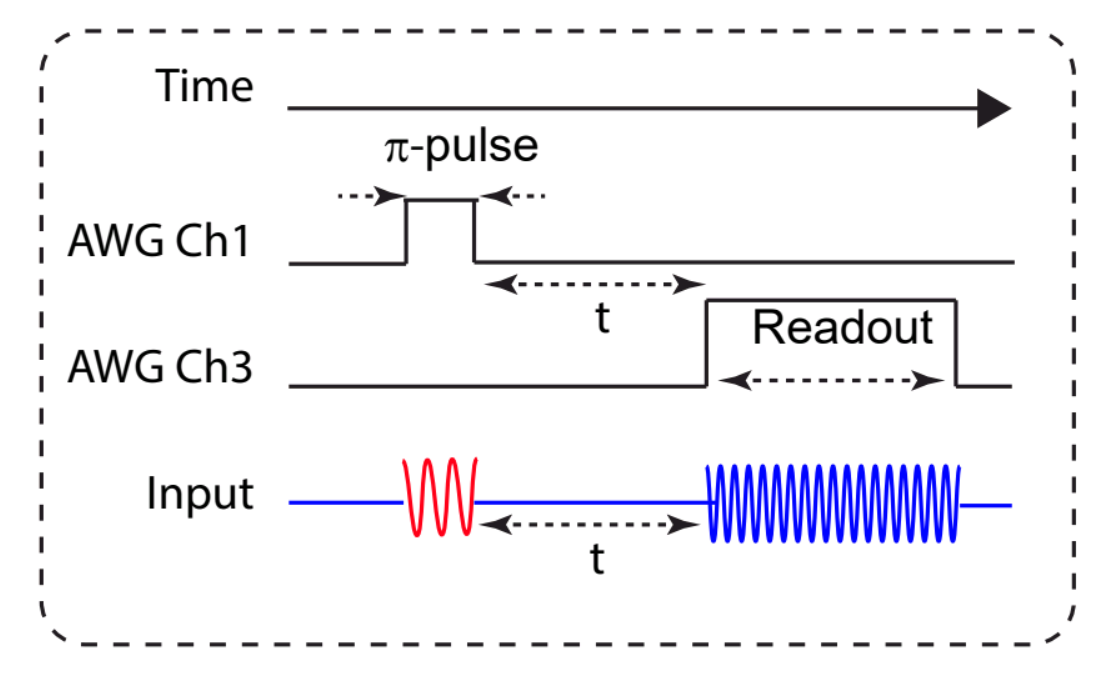 Time
π-pulse
AWG Ch1
t
Readout
AWG Ch3
Input
t